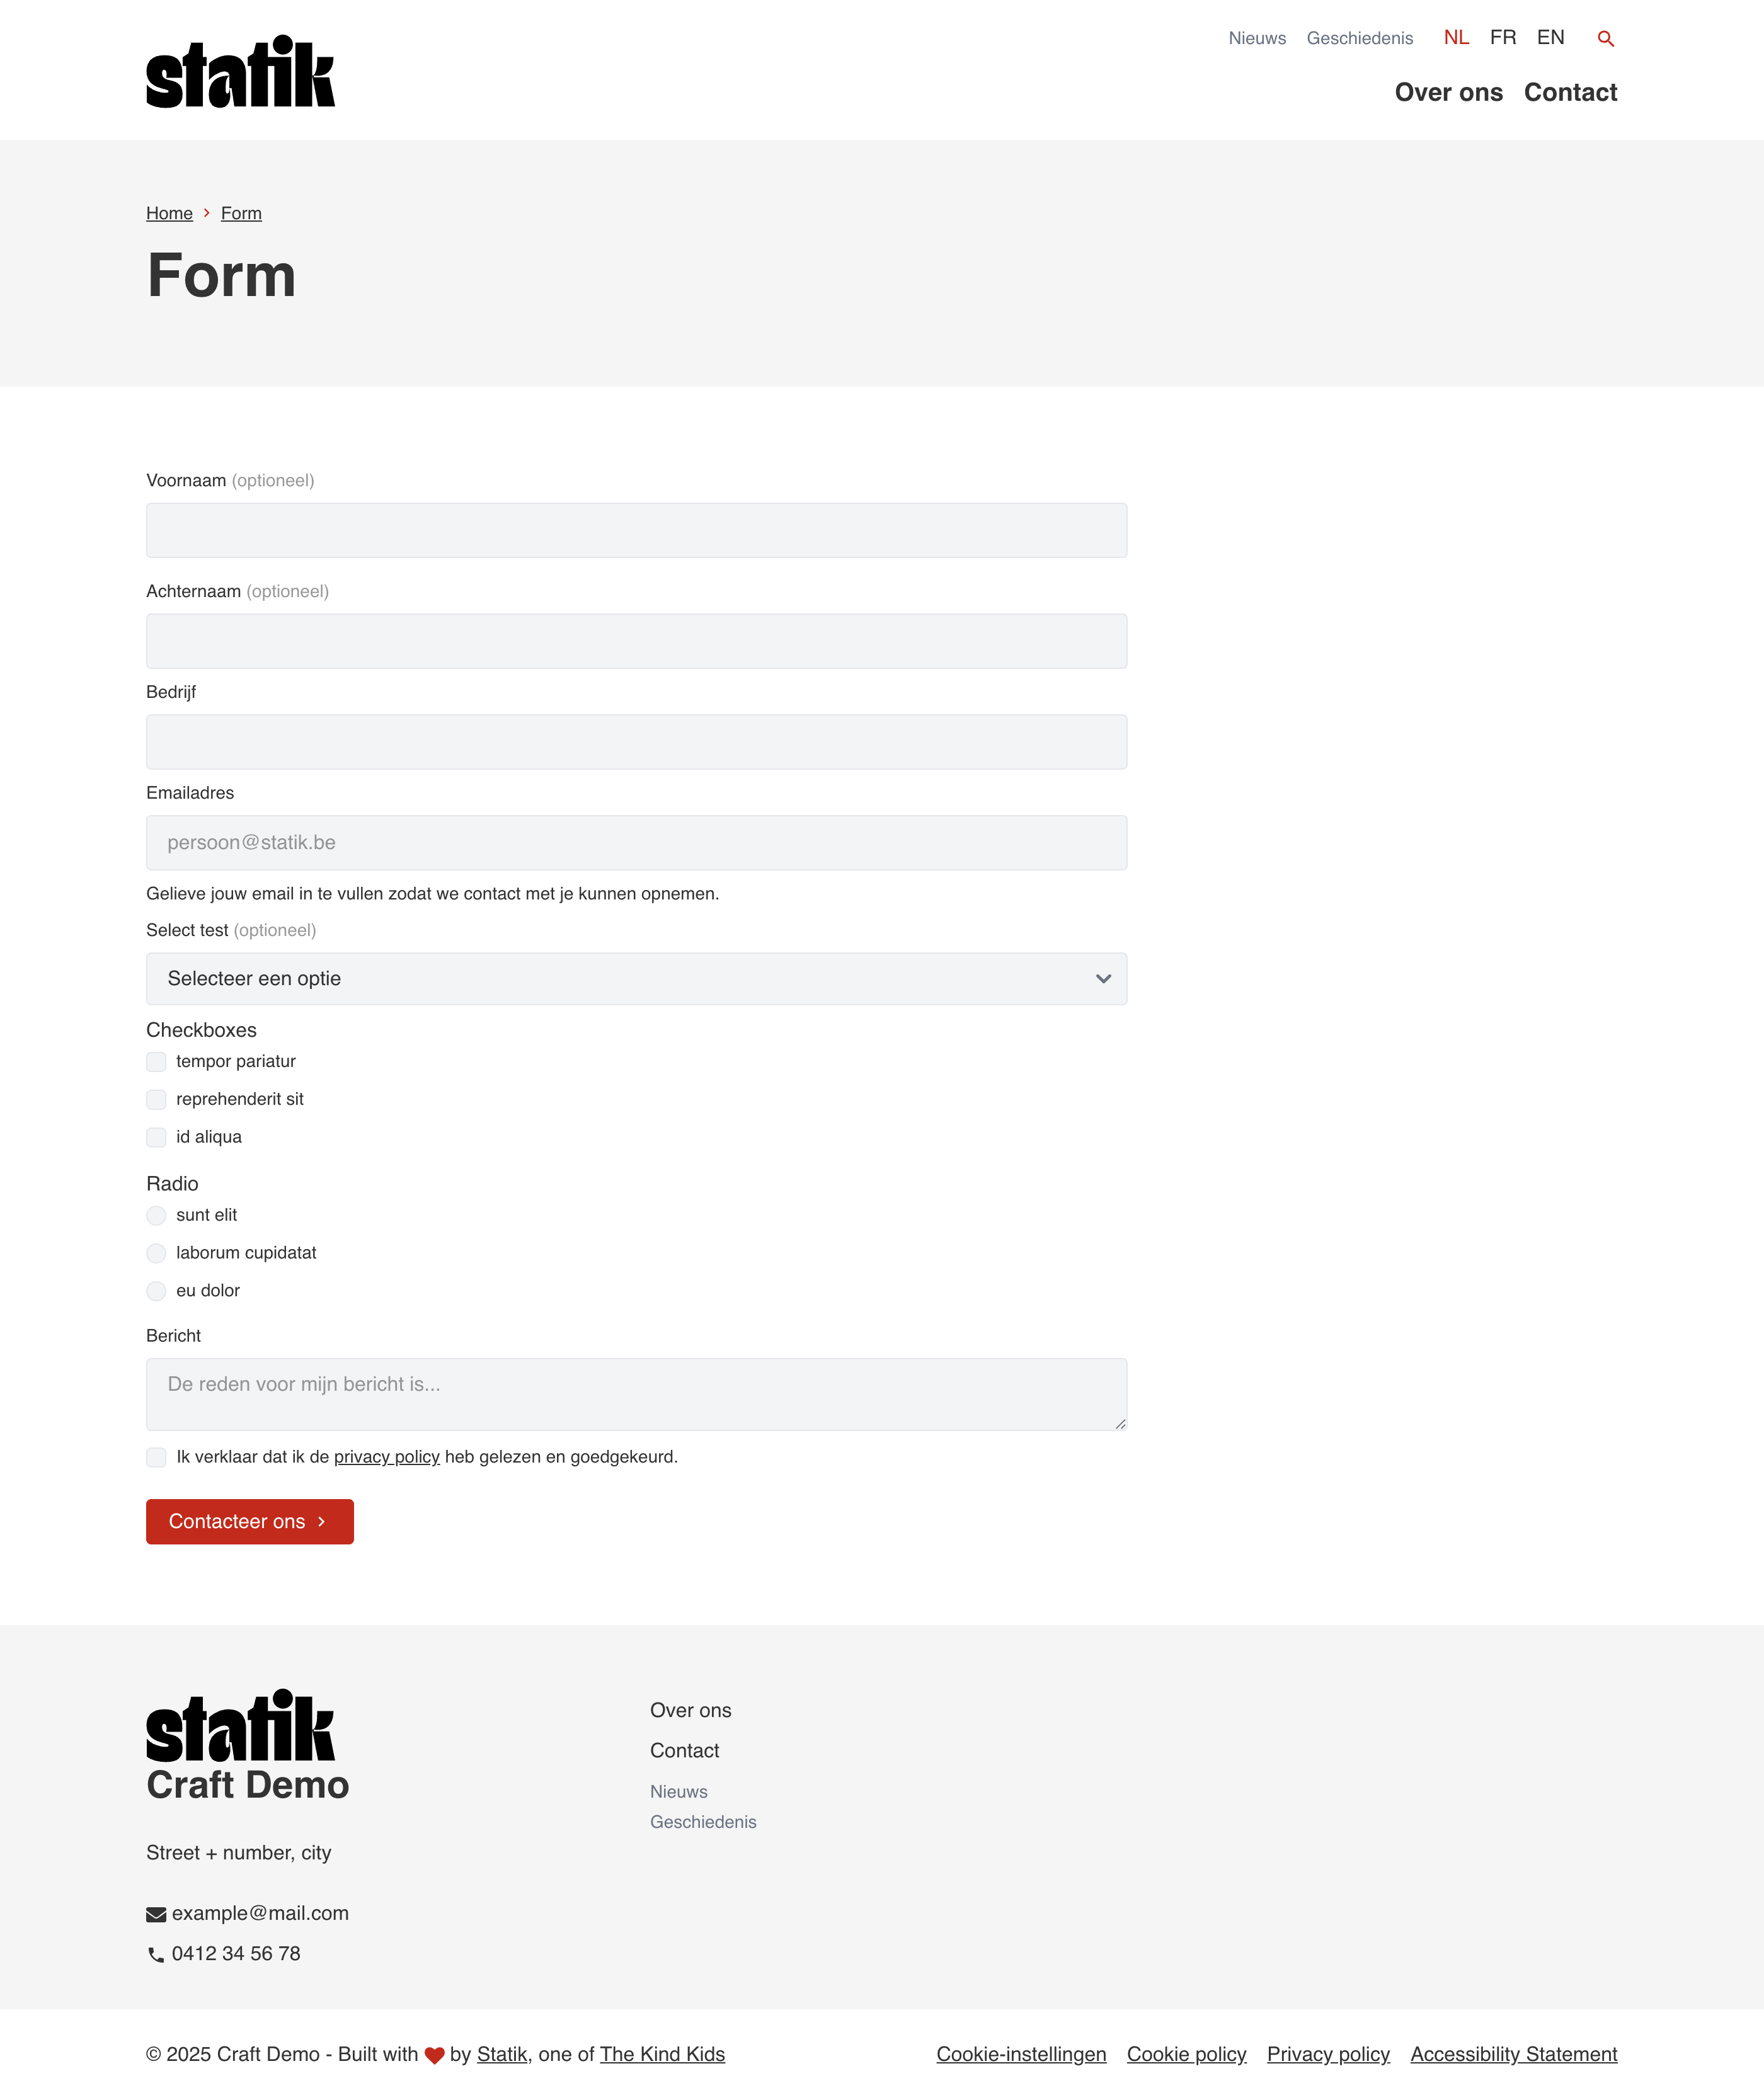 statik
Nieuws Geschiedenis NL FR EN
Over ons Contact
Home Form
Form
Voornaam (optioneel)
Achternaam (optioneel)
Bedrijf
Emailadres
persoon@statik.be
Gelieve jouw email in te vullen zodat we contact met je kunnen opnemen.
Select test (optioneel)
Selecteer een optie
Checkboxes
tempor pariatur
reprehenderit sit
id aliqua
Radio
sunt elit
laborum cupidatat
eu dolor
Bericht
De reden voor mijn bericht is...
Ik verklaar dat ik de privacy policy heb gelezen en goedgekeurd.
Contacteer ons
statik
Craft Demo
Street + number, city
example@mail.com
0412 34 56 78
Over ons
Contact
Nieuws
Geschiedenis
© 2025 Craft Demo - Built with ❤ by Statik, one of The Kind Kids
Cookie-instellingen Cookie policy Privacy policy Accessibility Statement